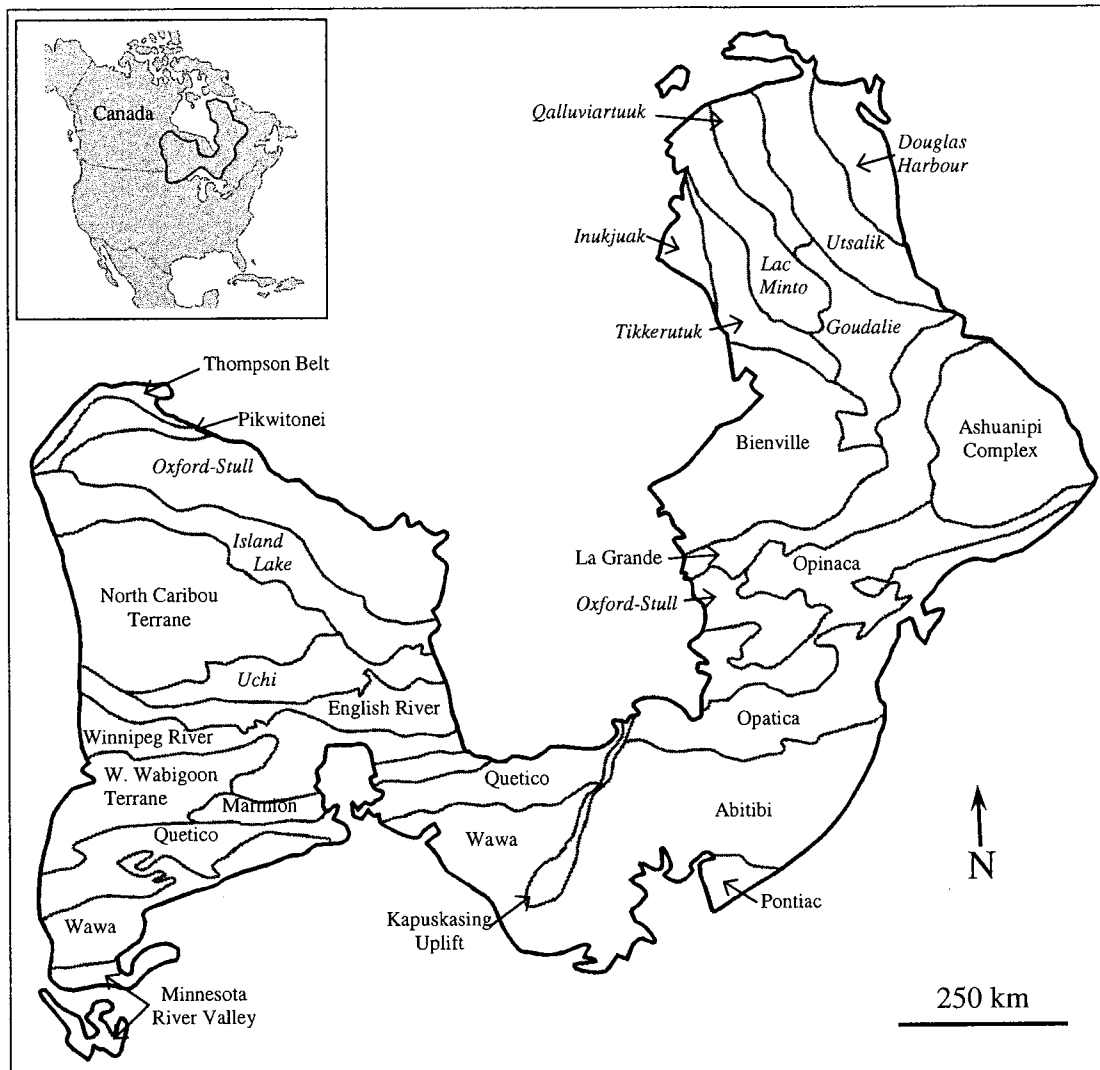 Canada
Qalluviartuuk
Douglas
Harbour
Inukjuak
Utsalik
Lac
Minto
Tikkerutuk
Goudalie
Thompson Belt
Pikwitonei
Oxford-Stull
Bienville
Ashuanipi
Complex
Island
Lake
La Grande
Opinaca
North Caribou
Terrane
Oxford-Stull
Uchi
English River
Opatica
Winnipeg River
Quetico
W. Wabigoon
Terrane
Marmion
Abitibi
Quetico
Wawa
N
Pontiac
Wawa
Kapuskasing
Uplift
Minnesota
River Valley
250 km